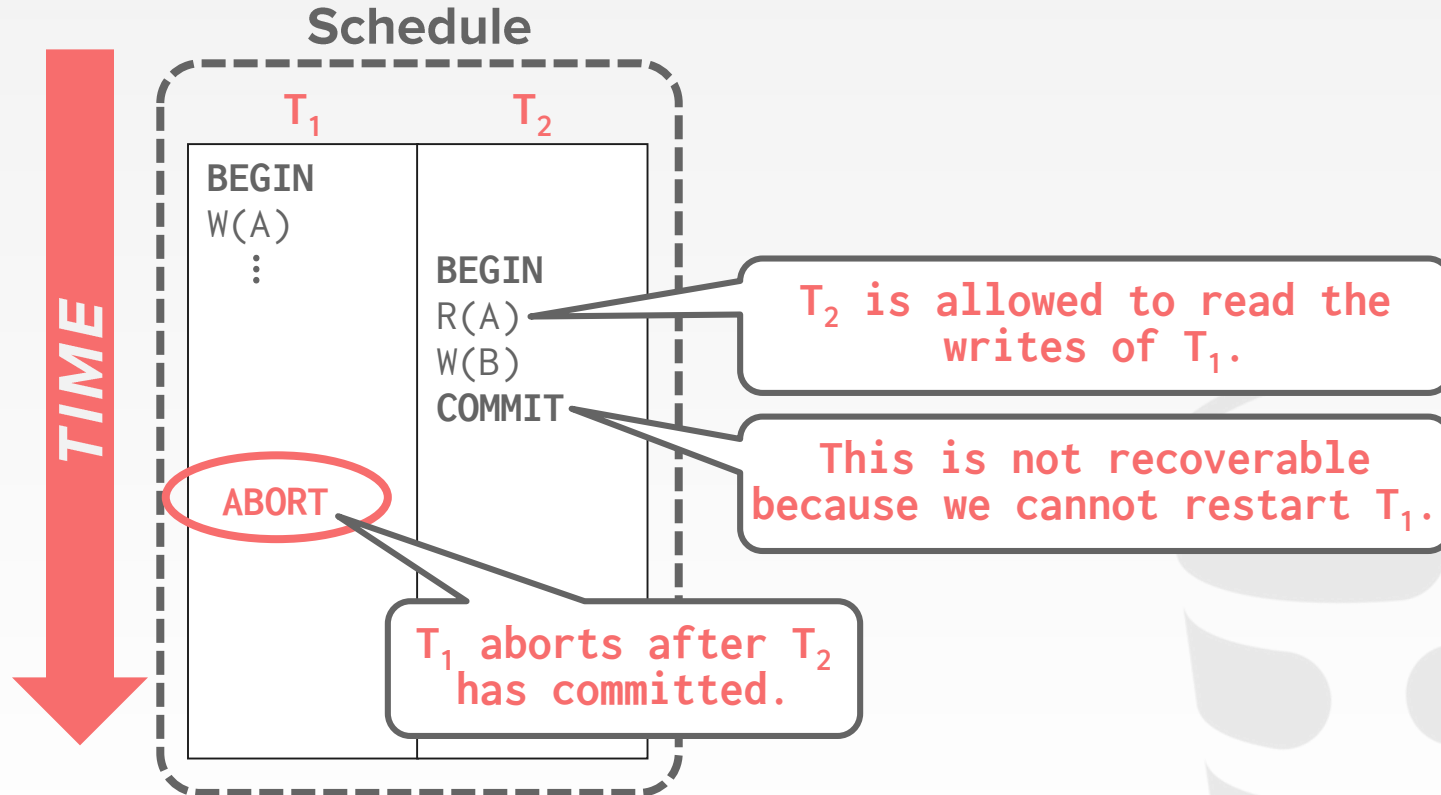 Schedule
TIME
T₁ T₂
BEGIN
W(A)
⋮
BEGIN
R(A)
W(B)
COMMIT
ABORT
T₂ is allowed to read the
writes of T₁.
This is not recoverable
because we cannot restart T₁.
T₁ aborts after T₂
has committed.